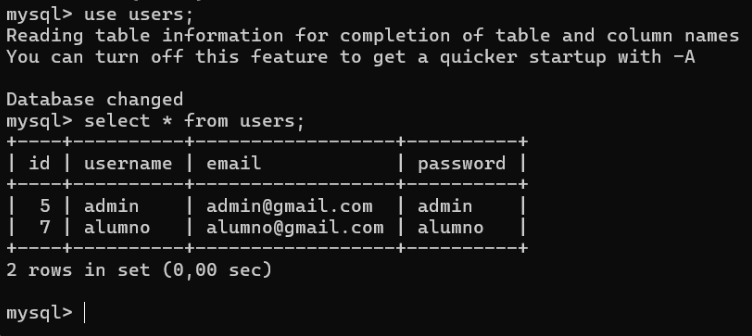 mysql> use users;
Reading table information for completion of table and column names
You can turn off this feature to get a quicker startup with -A

Database changed
mysql> select * from users;
+----+----------+------------------+----------+
| id | username | email            | password |
+----+----------+------------------+----------+
|  5 | admin    | admin@gmail.com  | admin    |
|  7 | alumno   | alumno@gmail.com | alumno   |
+----+----------+------------------+----------+
2 rows in set (0,00 sec)

mysql>